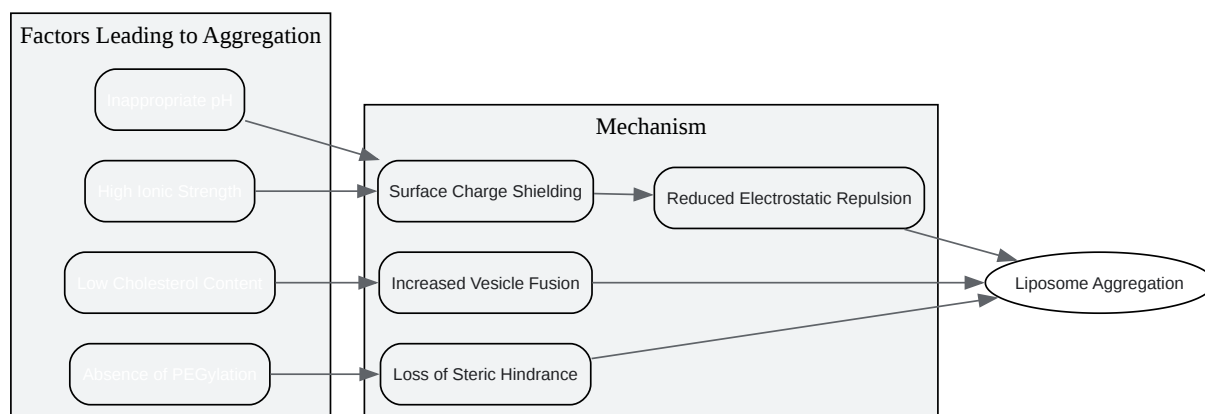 Factors Leading to Aggregation
Inappropriate pH
High Ionic Strength
Low Cholesterol Content
Absence of PEGylation
Mechanism
Surface Charge Shielding
Reduced Electrostatic Repulsion
Increased Vesicle Fusion
Loss of Steric Hindrance
Liposome Aggregation